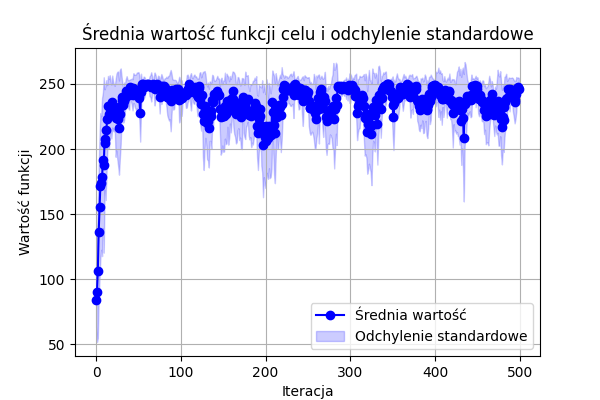 Średnia wartość funkcji celu i odchylenie standardowe
Wartość funkcji
250
200
150
100
50
0
100
200
300
400
500
Iteracja
Średnia wartość
Odchylenie standardowe